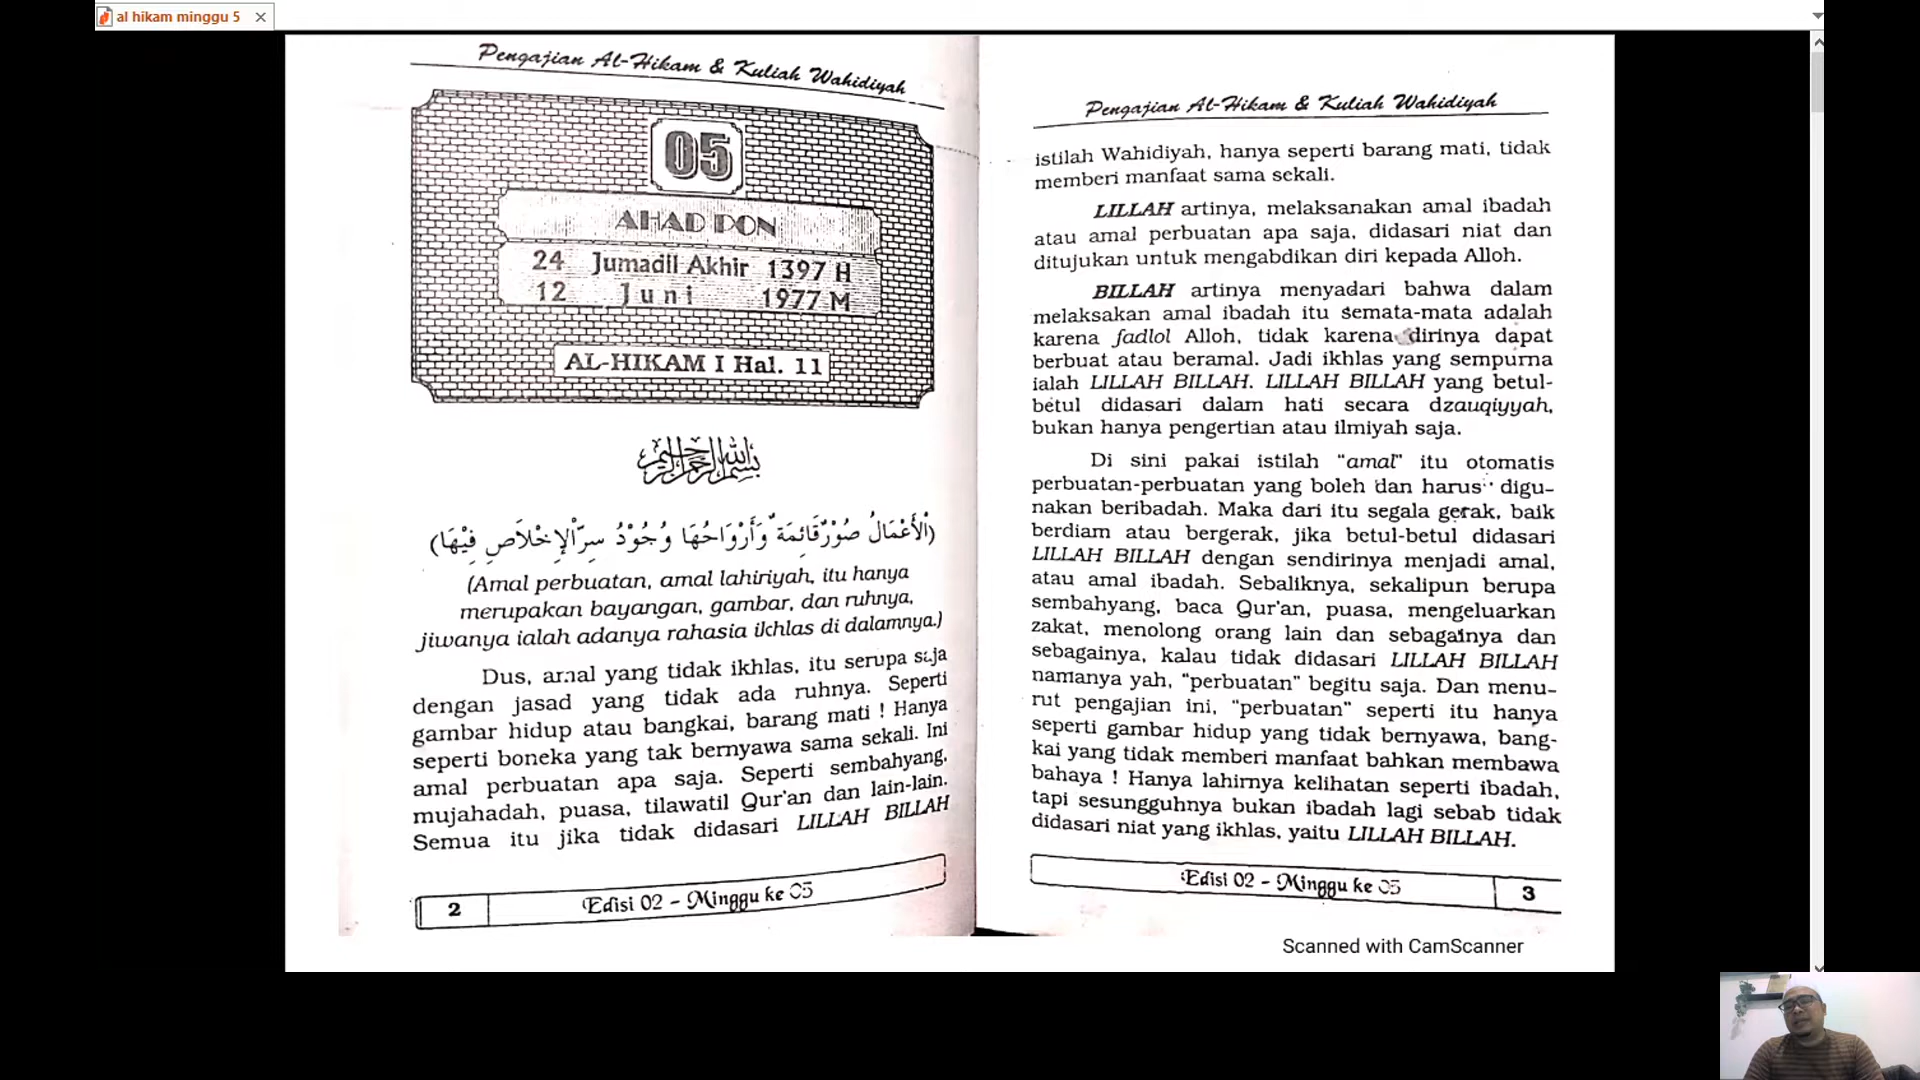 al hikam minggu 5
Pengajian Al-Hikam & Kuliah Wahidiyah
05
AHAD PON
24 Jumadil Akhir 1397 H
12 Juni 1977 M
AL-HIKAM I Hal. 11
بسم الله الرحمن الرحيم
(اْلأَعْمَالُ صُوَرٌ قَائِمَةٌ وَأَرْوَاحُهَا وُجُوْدُ سِرِّاْلإِخْلاَصِ فِيْهَا)
(Amal perbuatan, amal lahiriyah, itu hanya
merupakan bayangan, gambar, dan ruhnya,
jiwanya ialah adanya rahasia ikhlas di dalamnya.)
Dus, amal yang tidak ikhlas, itu serupa saja
dengan jasad yang tidak ada ruhnya. Seperti
gambar hidup atau bangkai, barang mati ! Hanya
seperti boneka yang tak bernyawa sama sekali. Ini
amal perbuatan apa saja. Seperti sembahyang,
mujahadah, puasa, tilawatil Qur'an dan lain-lain.
Semua itu jika tidak didasari LILLAH BILLAH
2 Edisi 02 - Minggu ke 05
Pengajian Al-Hikam & Kuliah Wahidiyah
istilah Wahidiyah, hanya seperti barang mati, tidak
memberi manfaat sama sekali.
LILLAH artinya, melaksanakan amal ibadah
atau amal perbuatan apa saja, didasari niat dan
ditujukan untuk mengabdikan diri kepada Alloh.
BILLAH artinya menyadari bahwa dalam
melaksakan amal ibadah itu semata-mata adalah
karena fadlol Alloh, tidak karena dirinya dapat
berbuat atau beramal. Jadi ikhlas yang sempurna
ialah LILLAH BILLAH. LILLAH BILLAH yang betul-
betul didasari dalam hati secara dzauqiyyah,
bukan hanya pengertian atau ilmiyah saja.
Di sini pakai istilah "amal" itu otomatis
perbuatan-perbuatan yang boleh dan harus digu-
nakan beribadah. Maka dari itu segala gerak, baik
berdiam atau bergerak, jika betul-betul didasari
LILLAH BILLAH dengan sendirinya menjadi amal,
atau amal ibadah. Sebaliknya, sekalipun berupa
sembahyang, baca Qur'an, puasa, mengeluarkan
zakat, menolong orang lain dan sebagainya dan
sebagainya, kalau tidak didasari LILLAH BILLAH
namanya yah, "perbuatan" begitu saja. Dan menu-
rut pengajian ini, "perbuatan" seperti itu hanya
seperti gambar hidup yang tidak bernyawa, bang-
kai yang tidak memberi manfaat bahkan membawa
bahaya ! Hanya lahirnya kelihatan seperti ibadah,
tapi sesungguhnya bukan ibadah lagi sebab tidak
didasari niat yang ikhlas, yaitu LILLAH BILLAH.
Edisi 02 - Minggu ke 05 3
Scanned with CamScanner